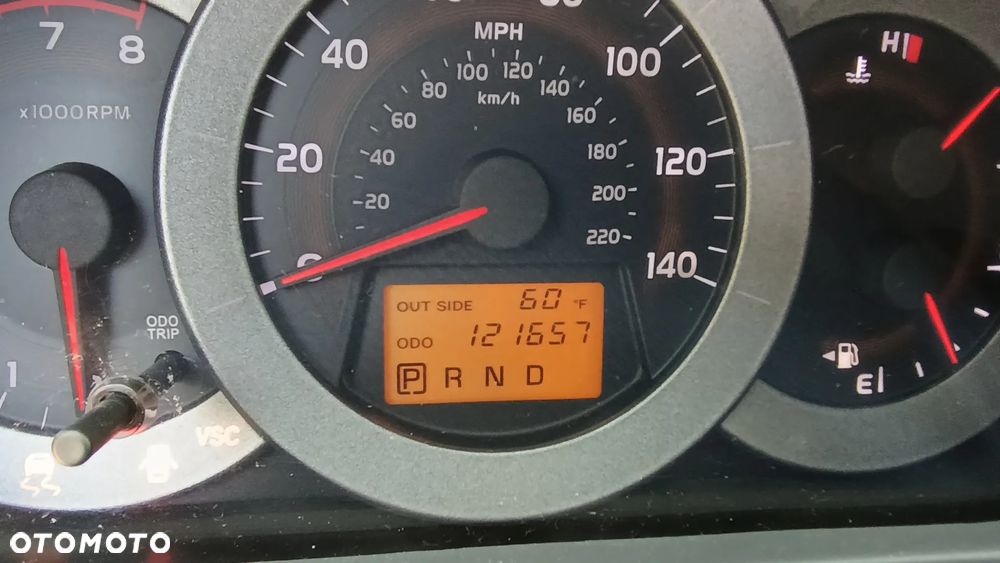 7 8
x1000RPM
1
ODO
TRIP
VSC
20 40 100 120 140
MPH
km/h
20 40 60 80 100 120 140 160 180 200 220
OUT SIDE 60 °F
ODO 121657
P R N D
H
E
OTOMOTO